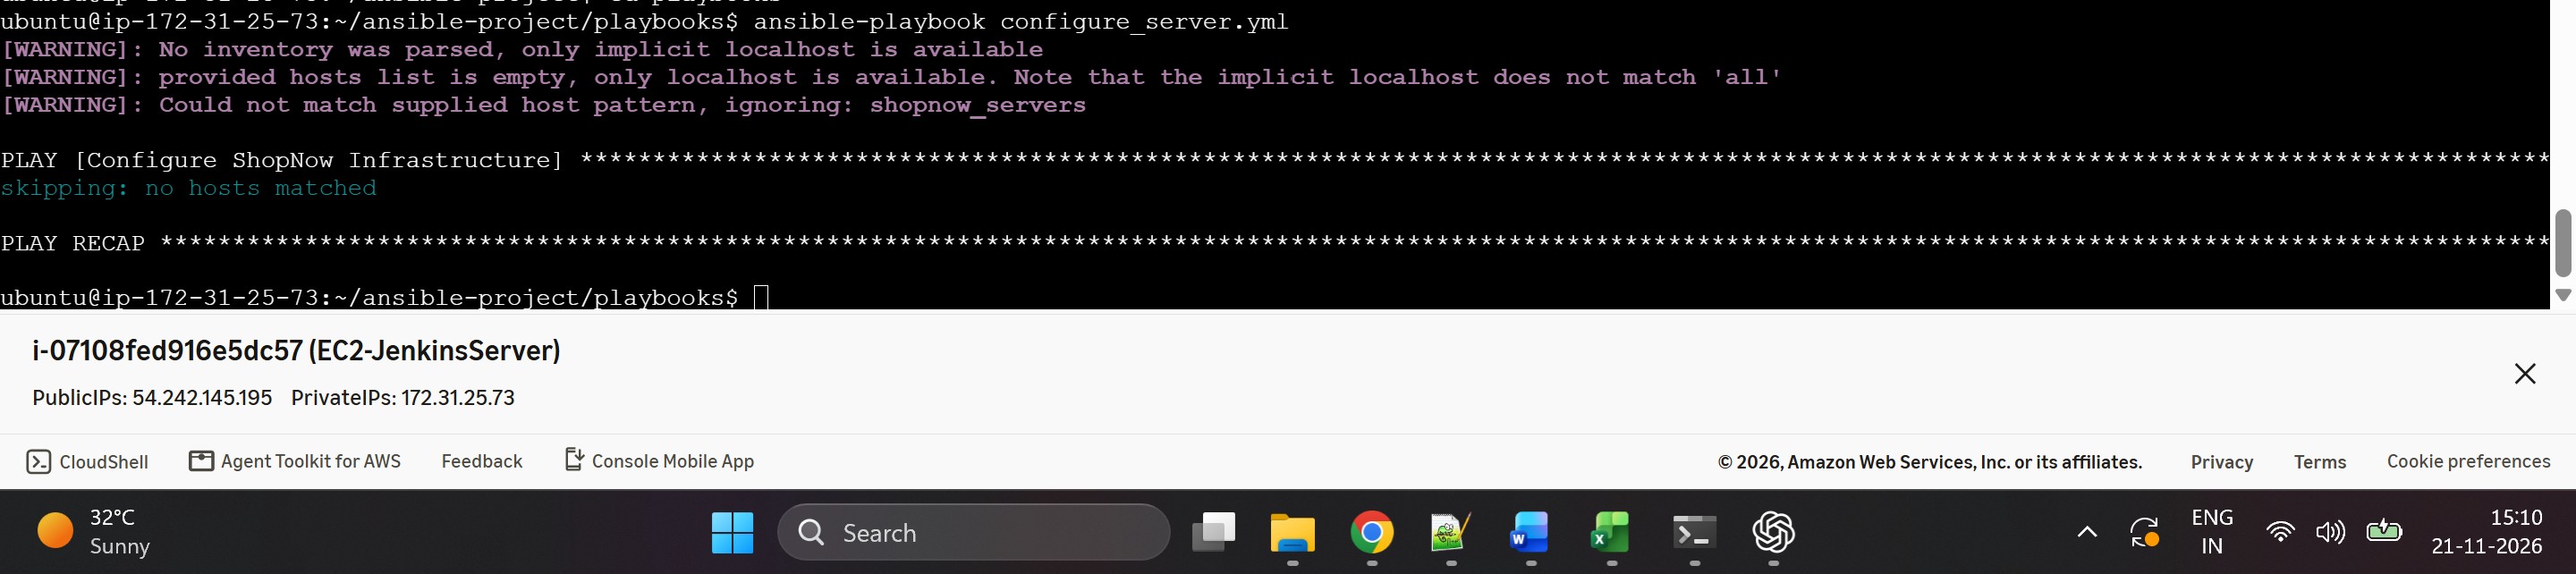 ubuntu@ip-172-31-25-73:~/ansible-project/playbooks$ ansible-playbook configure_server.yml
[WARNING]: No inventory was parsed, only implicit localhost is available
[WARNING]: provided hosts list is empty, only localhost is available. Note that the implicit localhost does not match 'all'
[WARNING]: Could not match supplied host pattern, ignoring: shopnow_servers
PLAY [Configure ShopNow Infrastructure] ****************************************************************************************************************************************
skipping: no hosts matched
PLAY RECAP *********************************************************************************************************************************************************************
ubuntu@ip-172-31-25-73:~/ansible-project/playbooks$
i-07108fed916e5dc57 (EC2-JenkinsServer)
PublicIPs: 54.242.145.195 PrivateIPs: 172.31.25.73
CloudShell Agent Toolkit for AWS Feedback Console Mobile App © 2026, Amazon Web Services, Inc. or its affiliates. Privacy Terms Cookie preferences
32°C
Sunny
Search
ENG
IN
15:10
21-11-2026